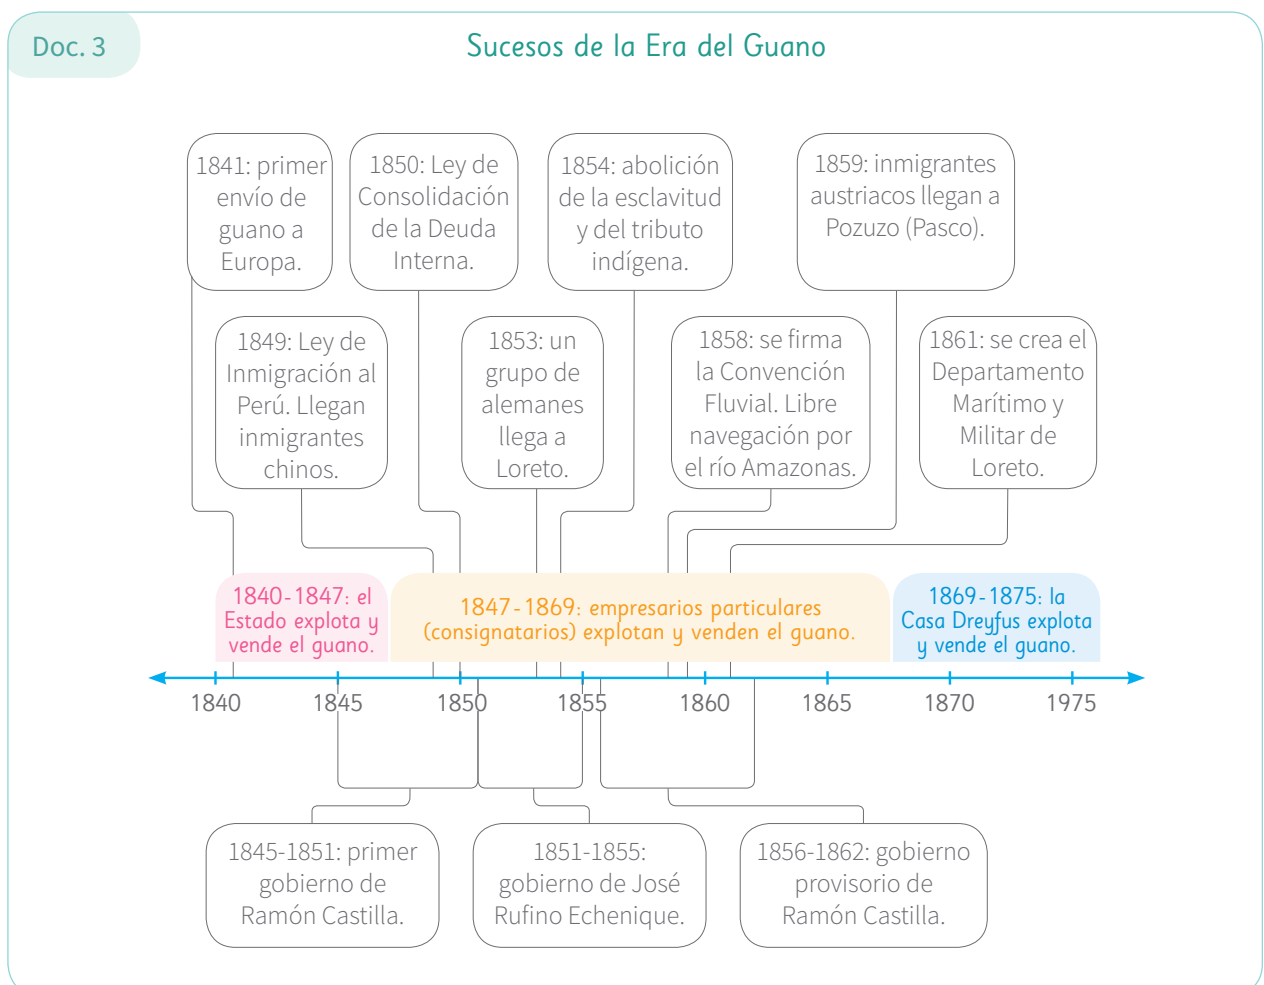 Doc. 3
Sucesos de la Era del Guano
1841: primer
envío de
guano a
Europa.
1850: Ley de
Consolidación
de la Deuda
Interna.
1854: abolición
de la esclavitud
y del tributo
indígena.
1859: inmigrantes
austriacos llegan a
Pozuzo (Pasco).
1849: Ley de
Inmigración al
Perú. Llegan
inmigrantes
chinos.
1853: un
grupo de
alemanes
llega a
Loreto.
1858: se firma
la Convención
Fluvial. Libre
navegación por
el río Amazonas.
1861: se crea el
Departamento
Marítimo y
Militar de
Loreto.
1840-1847: el
Estado explota y
vende el guano.
1847-1869: empresarios particulares
(consignatarios) explotan y venden el guano.
1869-1875: la
Casa Dreyfus explota
y vende el guano.
1840 1845 1850 1855 1860 1865 1870 1975
1845-1851: primer
gobierno de
Ramón Castilla.
1851-1855:
gobierno de José
Rufino Echenique.
1856-1862: gobierno
provisorio de
Ramón Castilla.